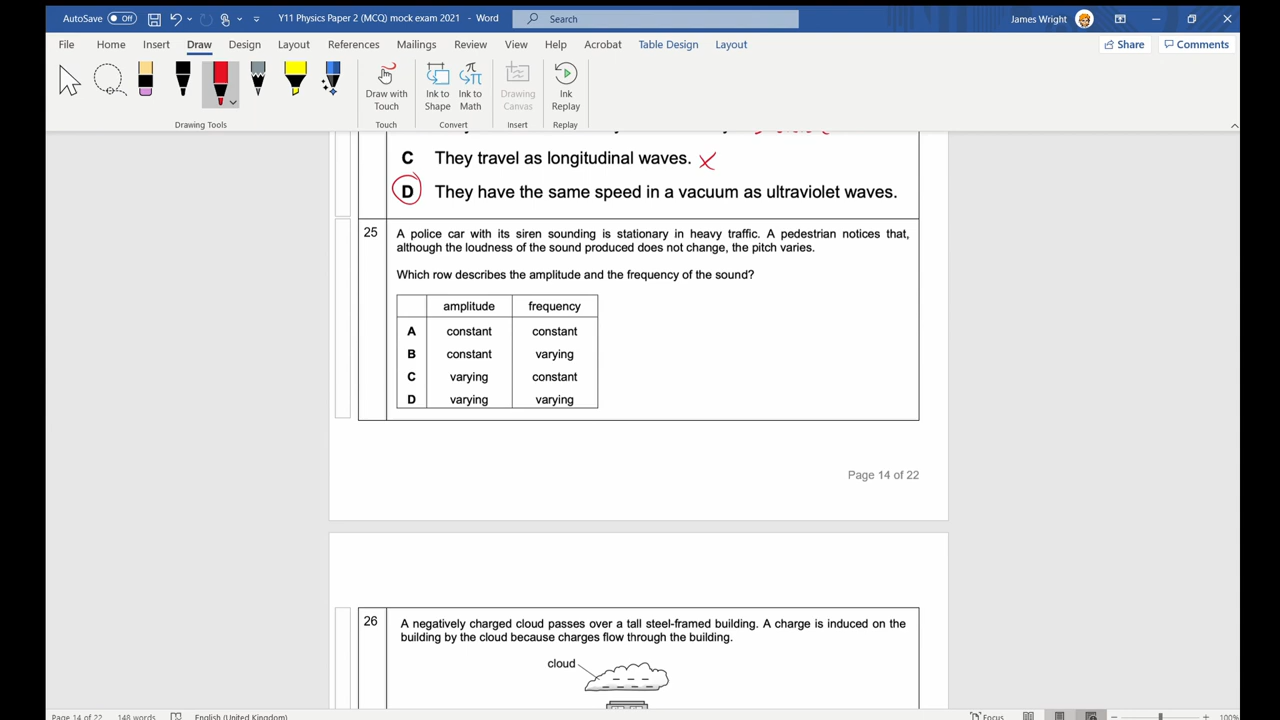 AutoSave Off Y11 Physics Paper 2 (MCQ) mock exam 2021 - Word Search James Wright
File Home Insert Draw Design Layout References Mailings Review View Help Acrobat Table Design Layout Share Comments
Draw with Touch
Ink to Shape
Ink to Math
Drawing Canvas
Ink Replay
Drawing Tools Touch Convert Insert Replay
C They travel as longitudinal waves. X
D They have the same speed in a vacuum as ultraviolet waves.
25 A police car with its siren sounding is stationary in heavy traffic. A pedestrian notices that,
although the loudness of the sound produced does not change, the pitch varies.
Which row describes the amplitude and the frequency of the sound?
amplitude frequency
A constant constant
B constant varying
C varying constant
D varying varying
Page 14 of 22
26 A negatively charged cloud passes over a tall steel-framed building. A charge is induced on the
building by the cloud because charges flow through the building.
cloud
Page 14 of 22 148 words English (United Kingdom) Focus 100%